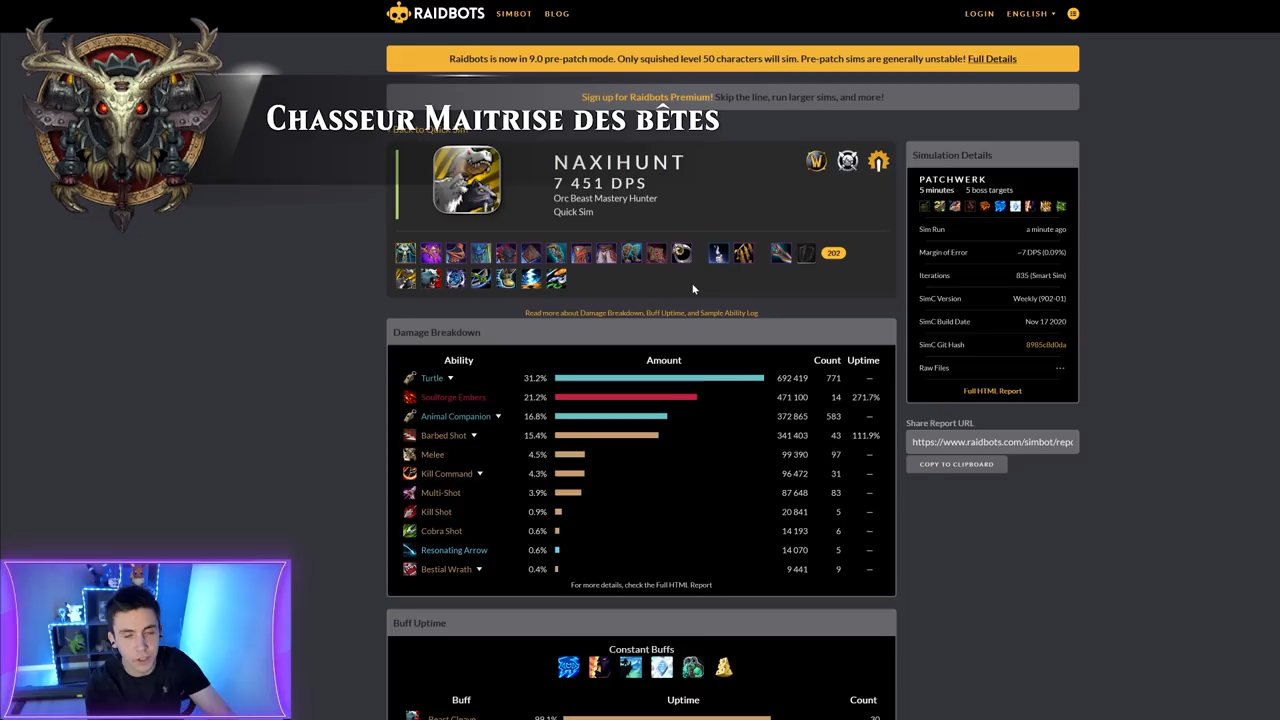 RAIDBOTS
SIMBOT
BLOG
LOGIN
ENGLISH
Raidbots is now in 9.0 pre-patch mode. Only squished level 50 characters will sim. Pre-patch sims are generally unstable! Full Details
Sign up for Raidbots Premium! Skip the line, run larger sims, and more!
CHASSEUR MAITRISE DES BÊTES
Back to Quick Sim
NAXIHUNT
7 451 DPS
Orc Beast Mastery Hunter
Quick Sim
202
Read more about Damage Breakdown, Buff Uptime, and Sample Ability Log
Simulation Details
PATCHWERK
5 minutes 5 boss targets
Sim Run a minute ago
Margin of Error ~7 DPS (0.09%)
Iterations 835 (Smart Sim)
SimC Version Weekly (902-01)
SimC Build Date Nov 17 2020
SimC Git Hash 8985c8d0da
Raw Files ...
Full HTML Report
Share Report URL
https://www.raidbots.com/simbot/repo
COPY TO CLIPBOARD
Damage Breakdown
Ability Amount Count Uptime
Turtle 31.2% 692 419 771 —
Soulforge Embers 21.2% 471 100 14 271.7%
Animal Companion 16.8% 372 865 583 —
Barbed Shot 15.4% 341 403 43 111.9%
Melee 4.5% 99 390 97 —
Kill Command 4.3% 96 472 31 —
Multi-Shot 3.9% 87 648 83 —
Kill Shot 0.9% 20 841 5 —
Cobra Shot 0.6% 14 193 6 —
Resonating Arrow 0.6% 14 070 5 —
Bestial Wrath 0.4% 9 441 9 —
For more details, check the Full HTML Report
Buff Uptime
Constant Buffs
Buff Uptime Count
Beast Cleave 99.1% 30